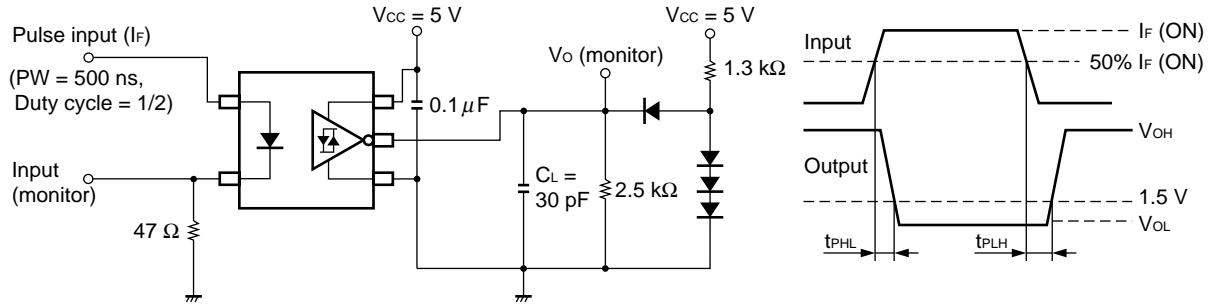 Pulse input (IF)
(PW = 500 ns,
Duty cycle = 1/2)
Input
(monitor)
47 Ω
VCC = 5 V
0.1 μF
VO (monitor)
CL =
30 pF
2.5 kΩ
VCC = 5 V
1.3 kΩ
Input
IF (ON)
50% IF (ON)
VOH
Output
1.5 V
VOL
tPHL
tPLH